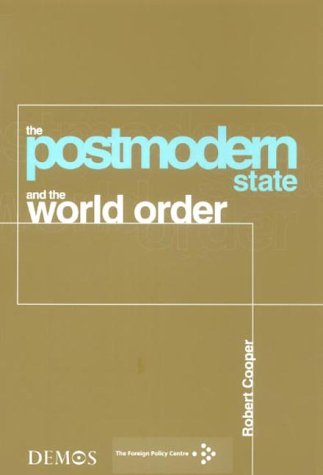 the
postmodern
state
and the
world order
Robert Cooper
DEMOS
The Foreign Policy Centre